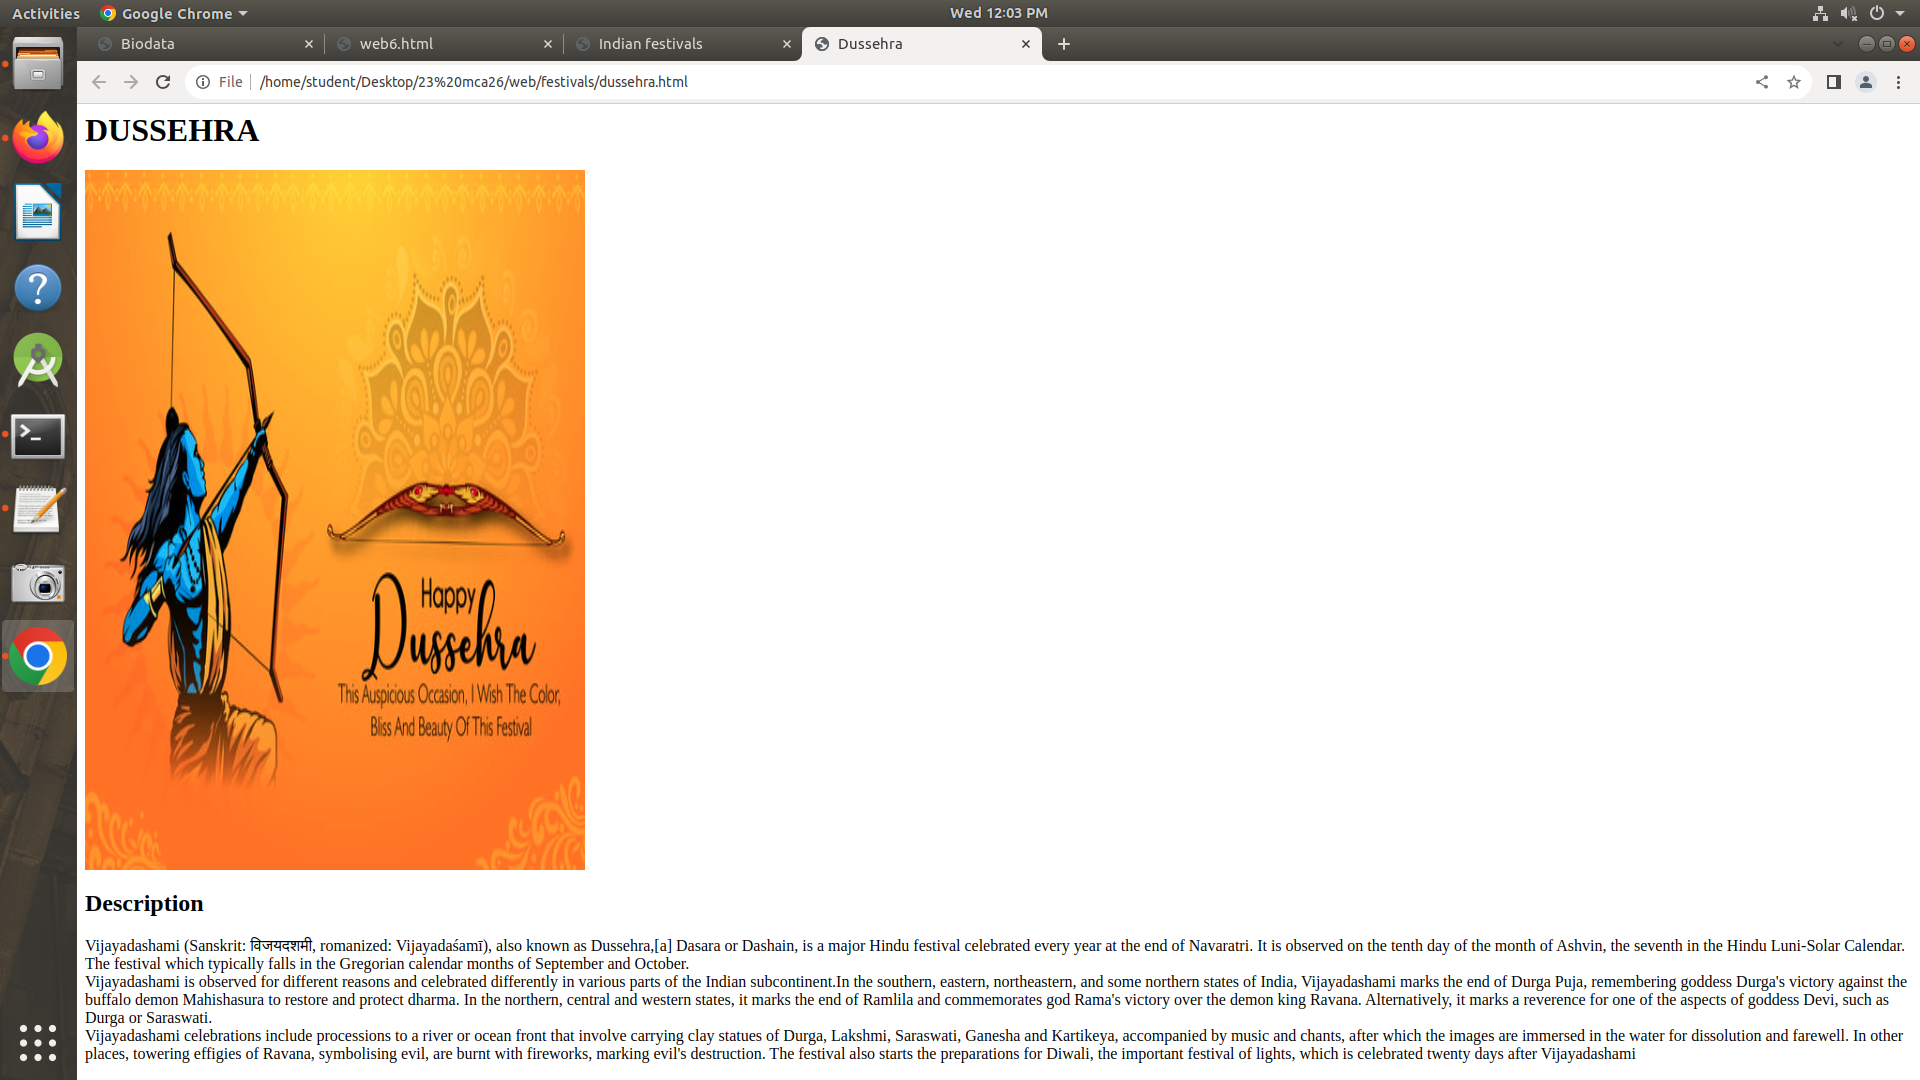 Activities
Google Chrome
Wed 12:03 PM
Biodata
web6.html
Indian festivals
Dussehra
File
/home/student/Desktop/23%20mca26/web/festivals/dussehra.html
DUSSEHRA
Happy
Dussehra
This Auspicious Occasion, I Wish The Color,
Bliss And Beauty Of This Festival
Description
Vijayadashami (Sanskrit: विजयदशमी, romanized: Vijayadaśamī), also known as Dussehra,[a] Dasara or Dashain, is a major Hindu festival celebrated every year at the end of Navaratri. It is observed on the tenth day of the month of Ashvin, the seventh in the Hindu Luni-Solar Calendar.
The festival which typically falls in the Gregorian calendar months of September and October.
Vijayadashami is observed for different reasons and celebrated differently in various parts of the Indian subcontinent.In the southern, eastern, northeastern, and some northern states of India, Vijayadashami marks the end of Durga Puja, remembering goddess Durga's victory against the
buffalo demon Mahishasura to restore and protect dharma. In the northern, central and western states, it marks the end of Ramlila and commemorates god Rama's victory over the demon king Ravana. Alternatively, it marks a reverence for one of the aspects of goddess Devi, such as
Durga or Saraswati.
Vijayadashami celebrations include processions to a river or ocean front that involve carrying clay statues of Durga, Lakshmi, Saraswati, Ganesha and Kartikeya, accompanied by music and chants, after which the images are immersed in the water for dissolution and farewell. In other
places, towering effigies of Ravana, symbolising evil, are burnt with fireworks, marking evil's destruction. The festival also starts the preparations for Diwali, the important festival of lights, which is celebrated twenty days after Vijayadashami